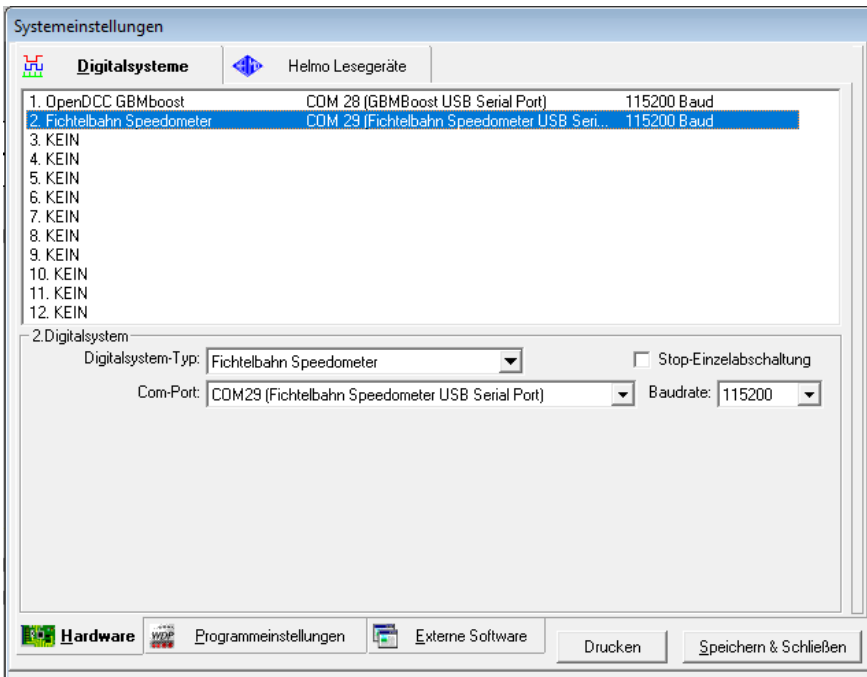 Systemeinstellungen
Digitalsysteme Helmo Lesegeräte
1. OpenDCC GBMboost COM 28 (GBMBoost USB Serial Port) 115200 Baud
2. Fichtelbahn Speedometer COM 29 (Fichtelbahn Speedometer USB Seri... 115200 Baud
3. KEIN
4. KEIN
5. KEIN
6. KEIN
7. KEIN
8. KEIN
9. KEIN
10. KEIN
11. KEIN
12. KEIN
2.Digitalsystem
Digitalsystem-Typ: Fichtelbahn Speedometer Stop-Einzelabschaltung
Com-Port: COM29 (Fichtelbahn Speedometer USB Serial Port) Baudrate: 115200
Hardware WDP Programmeinstellungen Externe Software Drucken Speichern & Schließen